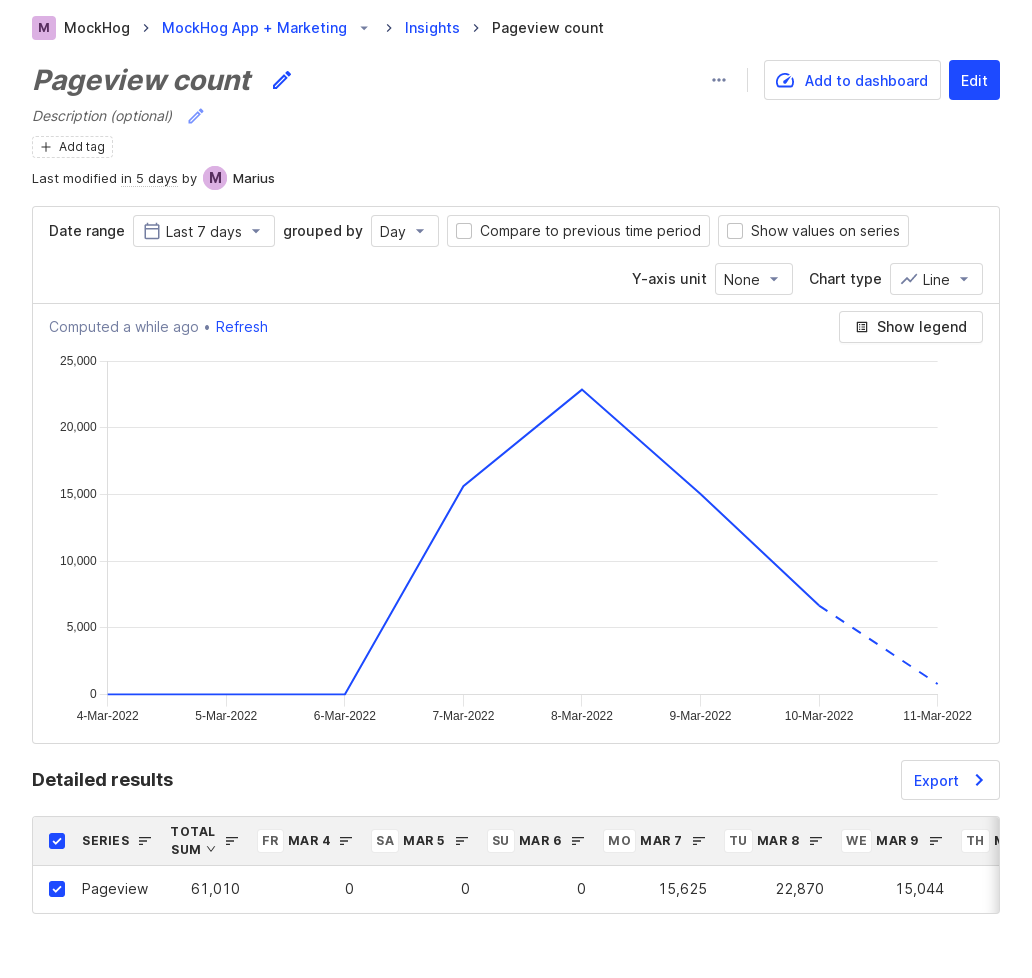 M MockHog MockHog App + Marketing Insights Pageview count
Pageview count
Add to dashboard Edit
Description (optional)
Add tag
Last modified in 5 days by M Marius
Date range Last 7 days grouped by Day Compare to previous time period Show values on series
Y-axis unit None Chart type Line
Computed a while ago • Refresh Show legend
25,000
20,000
15,000
10,000
5,000
0
4-Mar-2022 5-Mar-2022 6-Mar-2022 7-Mar-2022 8-Mar-2022 9-Mar-2022 10-Mar-2022 11-Mar-2022
Detailed results Export
SERIES TOTAL SUM FR MAR 4 SA MAR 5 SU MAR 6 MO MAR 7 TU MAR 8 WE MAR 9 TH
Pageview 61,010 0 0 0 15,625 22,870 15,044